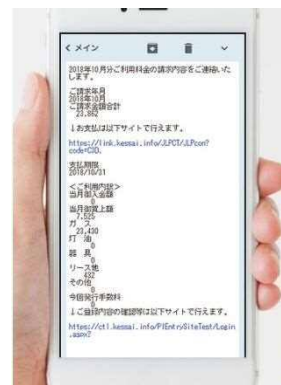 メイン
2018年10月分ご利用料金の請求内容をご連絡いた
します。
ご請求年月
2018年10月
ご請求金額合計
23,862
↓お支払は以下サイトで行えます。
https://link.kessai.info/JLPCT/JLPcon?
code=CID.
支払期限
2018/10/31
＜ご利用内訳＞
当月御入金額
0
当月御買上額
7,525
ガ　ス
23,430
灯　油
0
器　具
0
リース他
432
その他
0
今回発行手数料
0
↓ご登録内容の確認等は以下サイトで行えます。
https://ctl.kessai.info/PIEntrySiteTest/Login
.aspx?